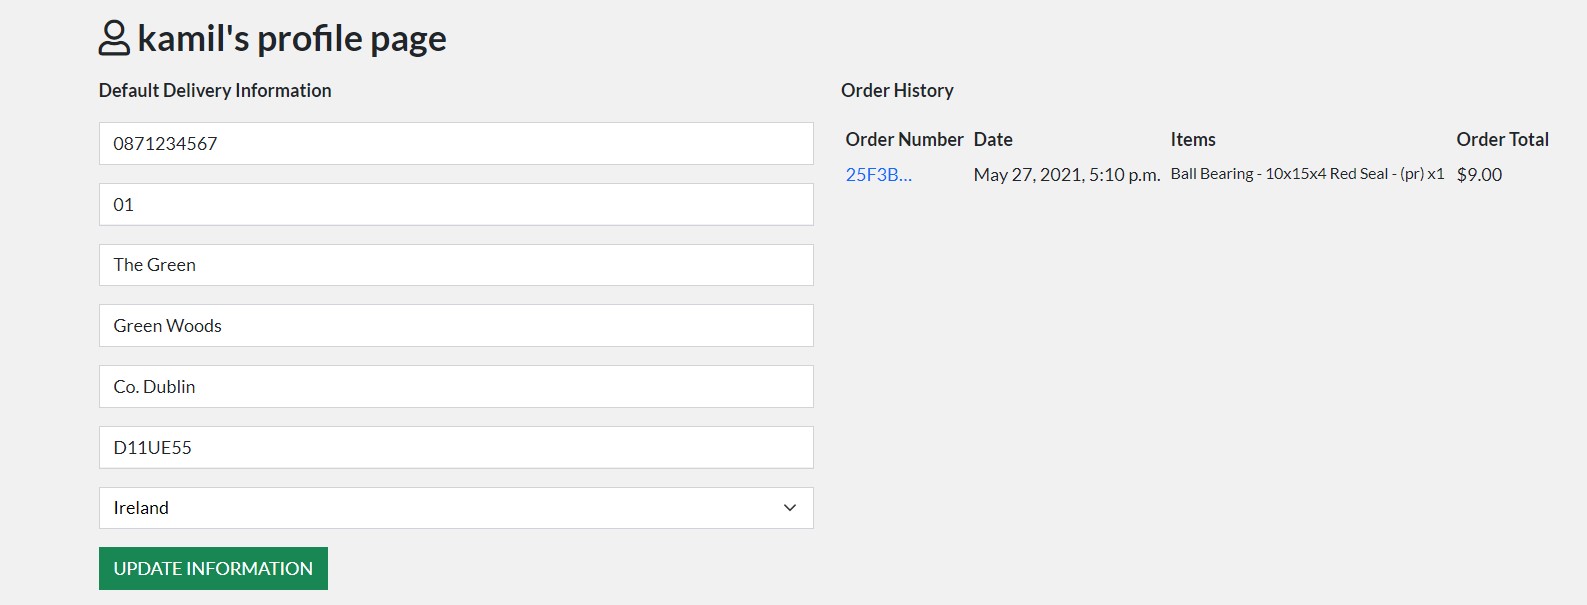 kamil's profile page
Default Delivery Information
0871234567
01
The Green
Green Woods
Co. Dublin
D11UE55
Ireland
UPDATE INFORMATION
Order History
Order Number Date Items Order Total
25F3B... May 27, 2021, 5:10 p.m. Ball Bearing - 10x15x4 Red Seal - (pr) x1 $9.00